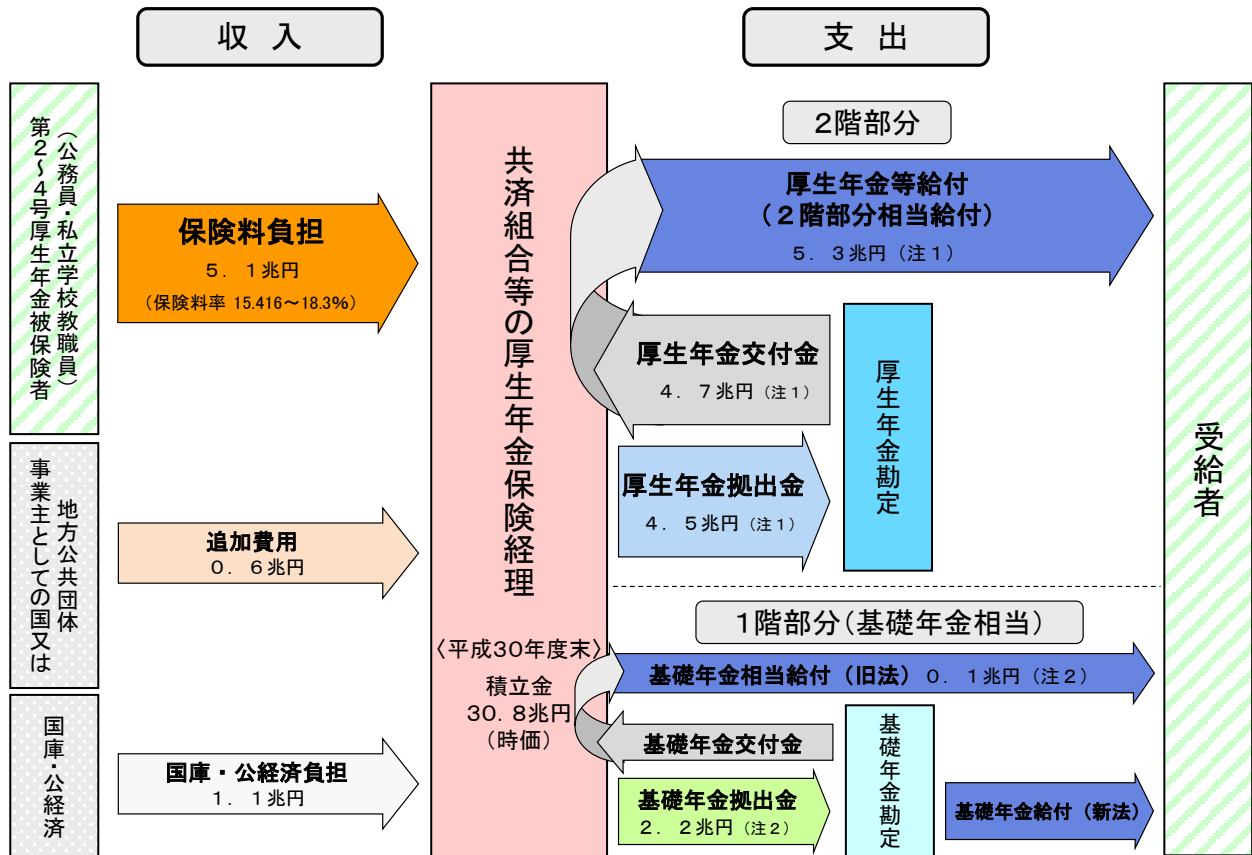 収 入
支 出
第２～４号厚生年金被保険者
（公務員・私立学校教職員）
保険料負担
５．１兆円
（保険料率 15.416～18.3%）
事業主としての国又は
地方公共団体
追加費用
０．６兆円
国庫・公経済
国庫・公経済負担
１．１兆円
共済組合等の厚生年金保険経理
〈平成30年度末〉
積立金
30.8兆円
（時価）
２階部分
厚生年金等給付
（２階部分相当給付）
５．３兆円（注１）
厚生年金交付金
４．７兆円（注１）
厚生年金拠出金
４．５兆円（注１）
厚生年金勘定
１階部分（基礎年金相当）
基礎年金相当給付（旧法）０．１兆円（注２）
基礎年金交付金
基礎年金拠出金
２．２兆円（注２）
基礎年金勘定
基礎年金給付（新法）
受給者